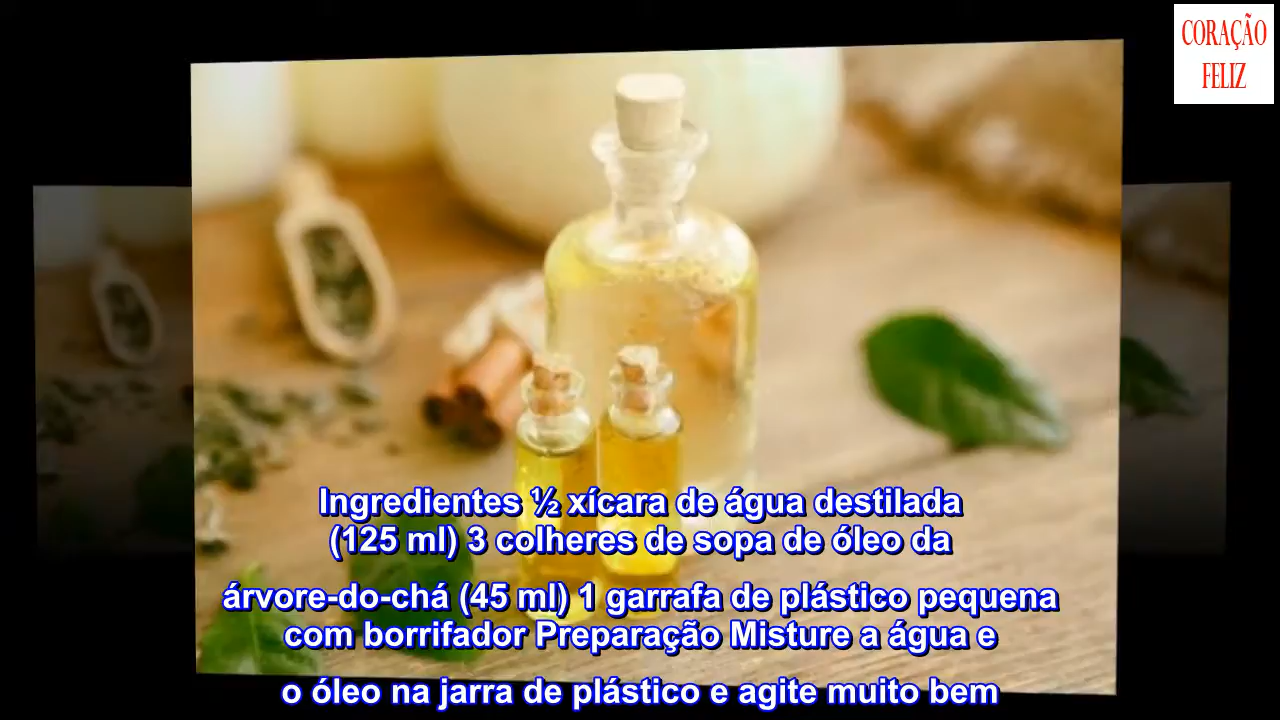 CORAÇÃO
FELIZ
Ingredientes ½ xícara de água destilada
(125 ml) 3 colheres de sopa de óleo da
árvore-do-chá (45 ml) 1 garrafa de plástico pequena
com borrifador Preparação Misture a água e
o óleo na jarra de plástico e agite muito bem